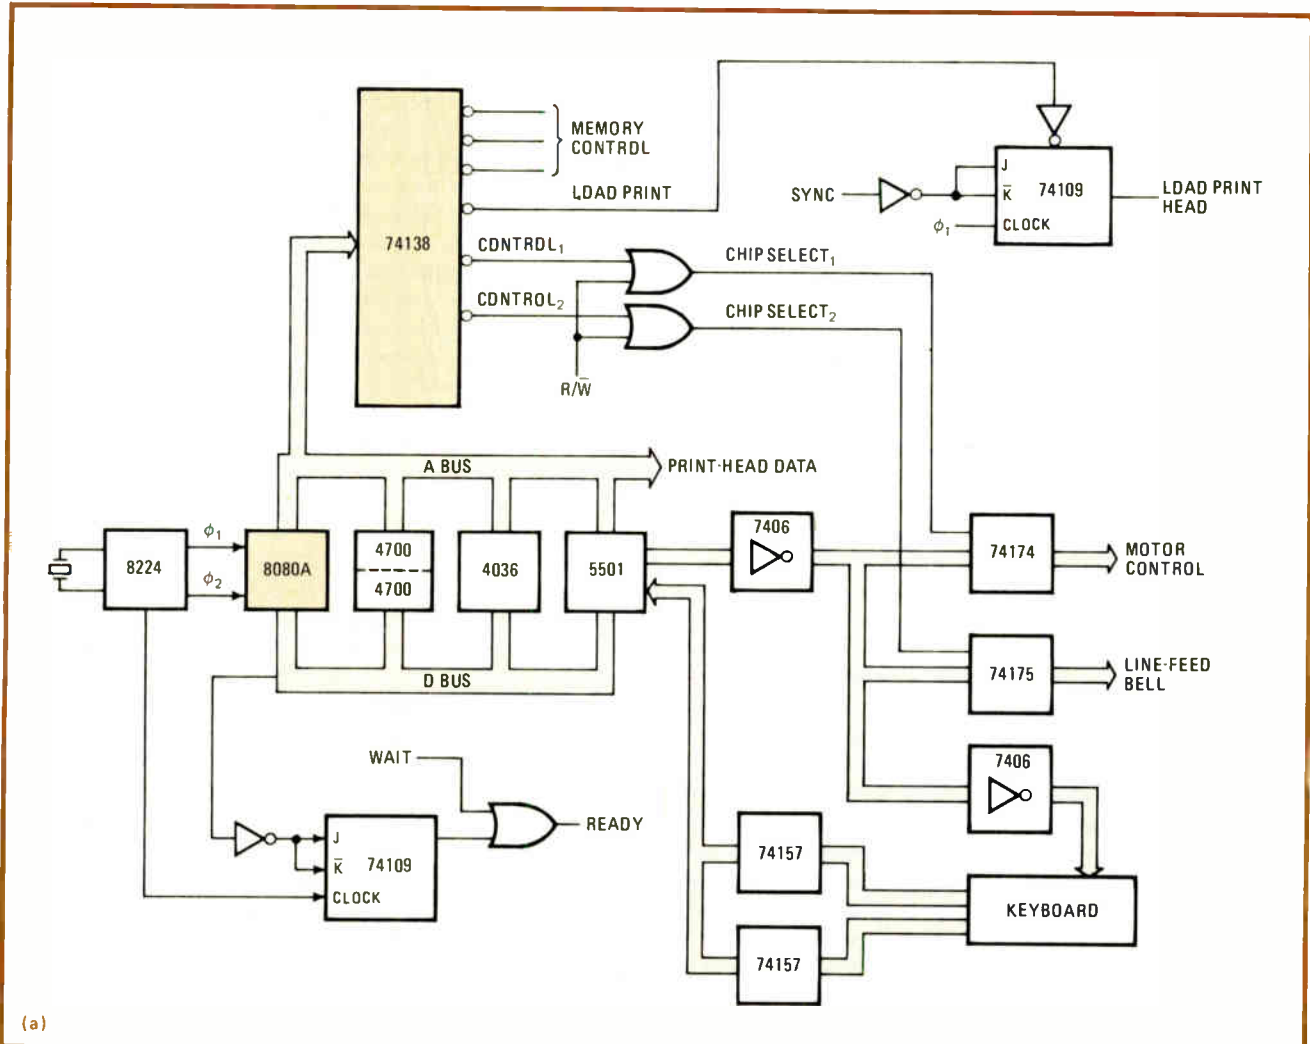 MEMORY
CONTROL
LOAD PRINT
74138
CONTROL₁
CONTROL₂
R/W̅
CHIP SELECT₁
CHIP SELECT₂
SYNC
J
K̅
74109
ϕ₁
CLOCK
LOAD PRINT
HEAD
A BUS
PRINT-HEAD DATA
8224
ϕ₁
ϕ₂
8080A
4700
4700
4036
5501
7406
74174
MOTOR
CONTROL
D BUS
74175
LINE-FEED
BELL
WAIT
READY
J
K̅
74109
CLOCK
7406
74157
74157
KEYBOARD
(a)